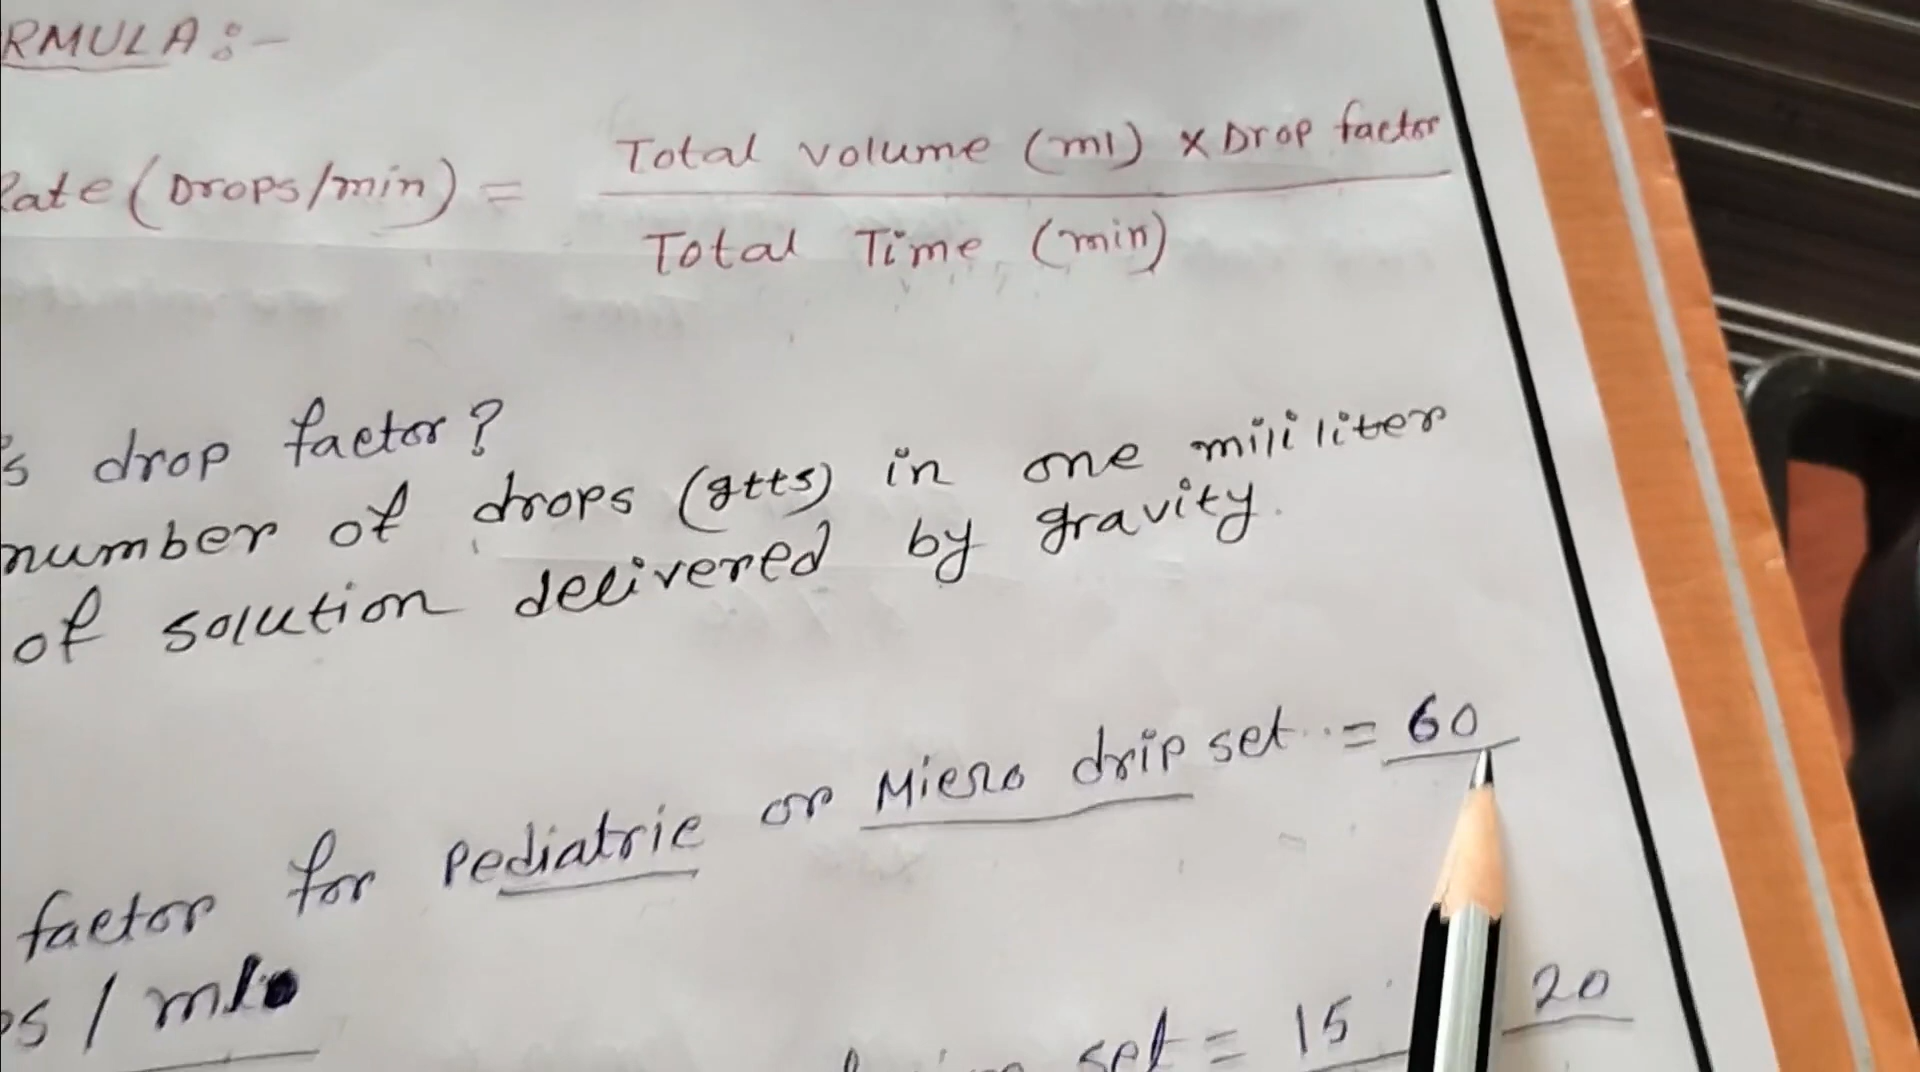 RMULA :-
Rate (Drops/min) = Total volume (ml) x Drop factor
Total Time (min)
s drop factor?
number of drops (gtts) in one mili liter
of solution delivered by gravity.
factor for Pediatric or Micro drip set = 60
s / ml
set = 15 20